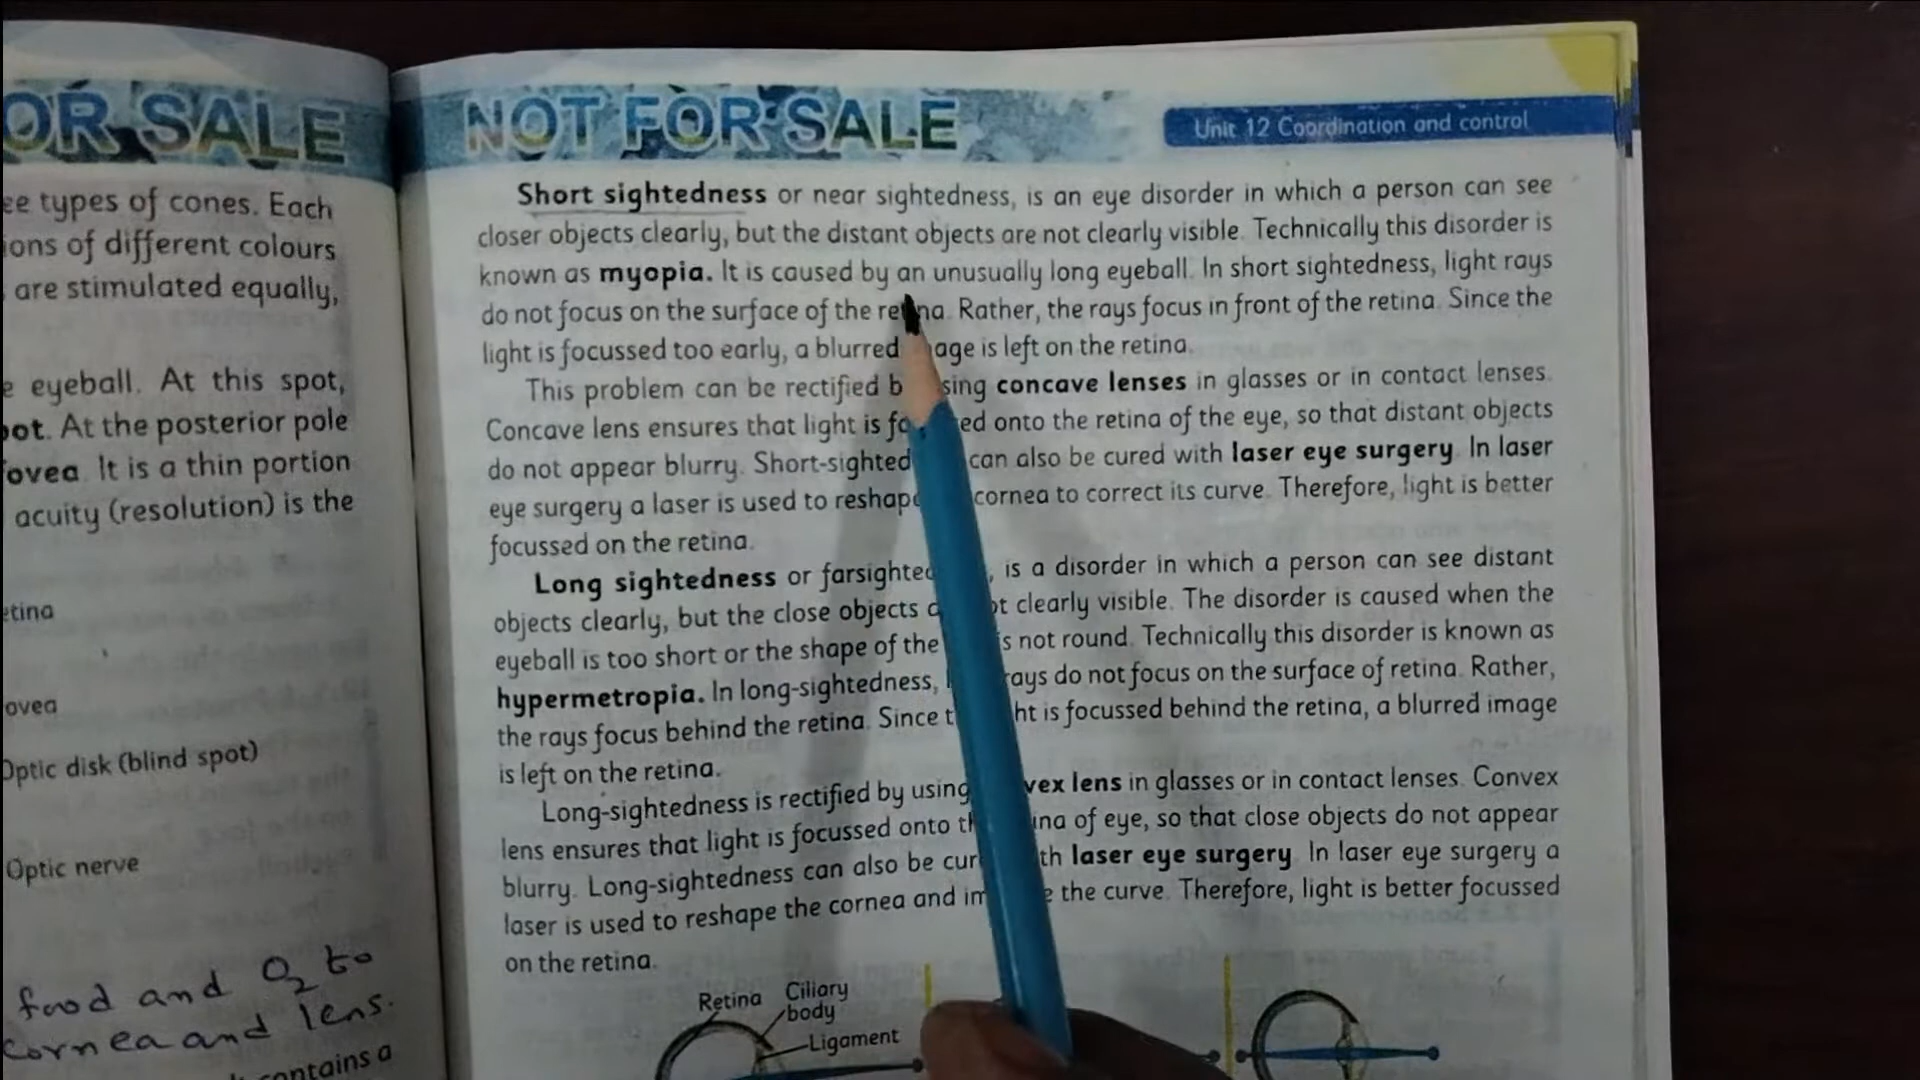 OR SALE
ee types of cones. Each
ions of different colours
are stimulated equally,
e eyeball. At this spot,
oot. At the posterior pole
fovea. It is a thin portion
acuity (resolution) is the
etina
ovea
Optic disk (blind spot)
Optic nerve
food and O2 to
cornea and lens.
contains a
NOT FOR SALE
Unit 12 Coordination and control
Short sightedness or near sightedness, is an eye disorder in which a person can see
closer objects clearly, but the distant objects are not clearly visible. Technically this disorder is
known as myopia. It is caused by an unusually long eyeball. In short sightedness, light rays
do not focus on the surface of the retina. Rather, the rays focus in front of the retina. Since the
light is focussed too early, a blurred image is left on the retina.
This problem can be rectified by using concave lenses in glasses or in contact lenses.
Concave lens ensures that light is focussed onto the retina of the eye, so that distant objects
do not appear blurry. Short-sighted can also be cured with laser eye surgery. In laser
eye surgery a laser is used to reshape cornea to correct its curve. Therefore, light is better
focussed on the retina.
Long sightedness or farsighted, is a disorder in which a person can see distant
objects clearly, but the close objects clearly visible. The disorder is caused when the
eyeball is too short or the shape of the is not round. Technically this disorder is known as
hypermetropia. In long-sightedness, rays do not focus on the surface of retina. Rather,
the rays focus behind the retina. Since light is focussed behind the retina, a blurred image
is left on the retina.
Long-sightedness is rectified by using convex lens in glasses or in contact lenses. Convex
lens ensures that light is focussed onto retina of eye, so that close objects do not appear
blurry. Long-sightedness can also be cured with laser eye surgery. In laser eye surgery a
laser is used to reshape the cornea and the curve. Therefore, light is better focussed
on the retina.
Retina
Ciliary
body
Ligament